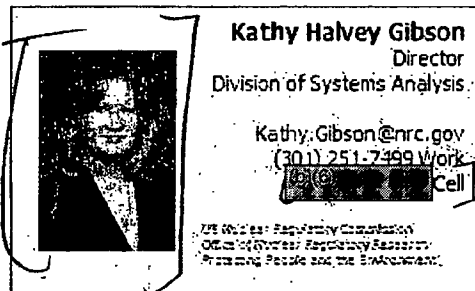 Kathy Halvey Gibson
Director
Division of Systems Analysis
Kathy.Gibson@nrc.gov
(301) 251-7499 Work
Cell
US Nuclear Regulatory Commission
Office of Nuclear Regulatory Research
Protecting People and the Environment